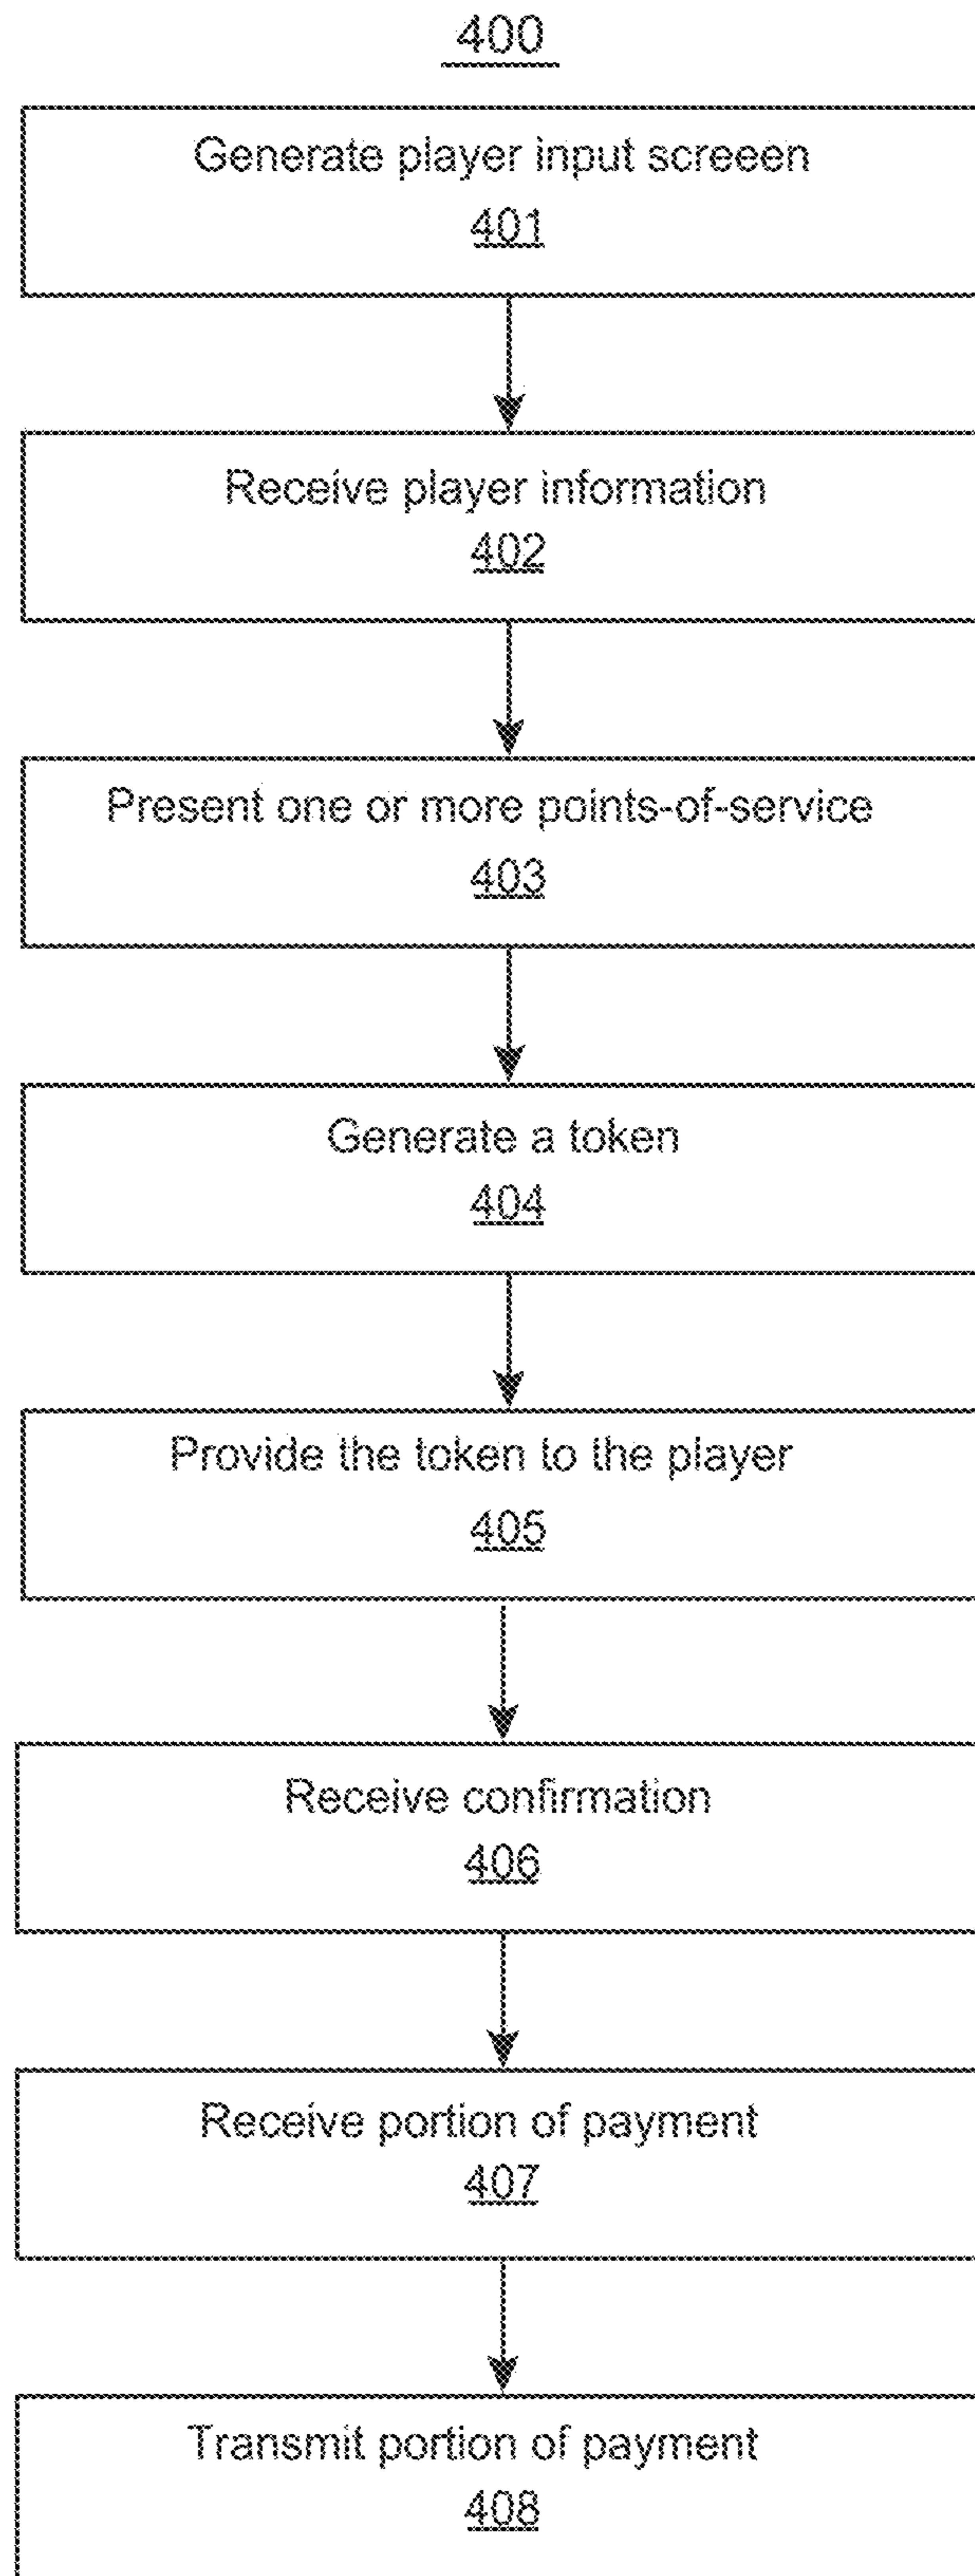 400
Generate player input screeen
401
Receive player information
402
Present one or more points-of-service
403
Generate a token
404
Provide the token to the player
405
Receive confirmation
406
Receive portion of payment
407
Transmit portion of payment
408